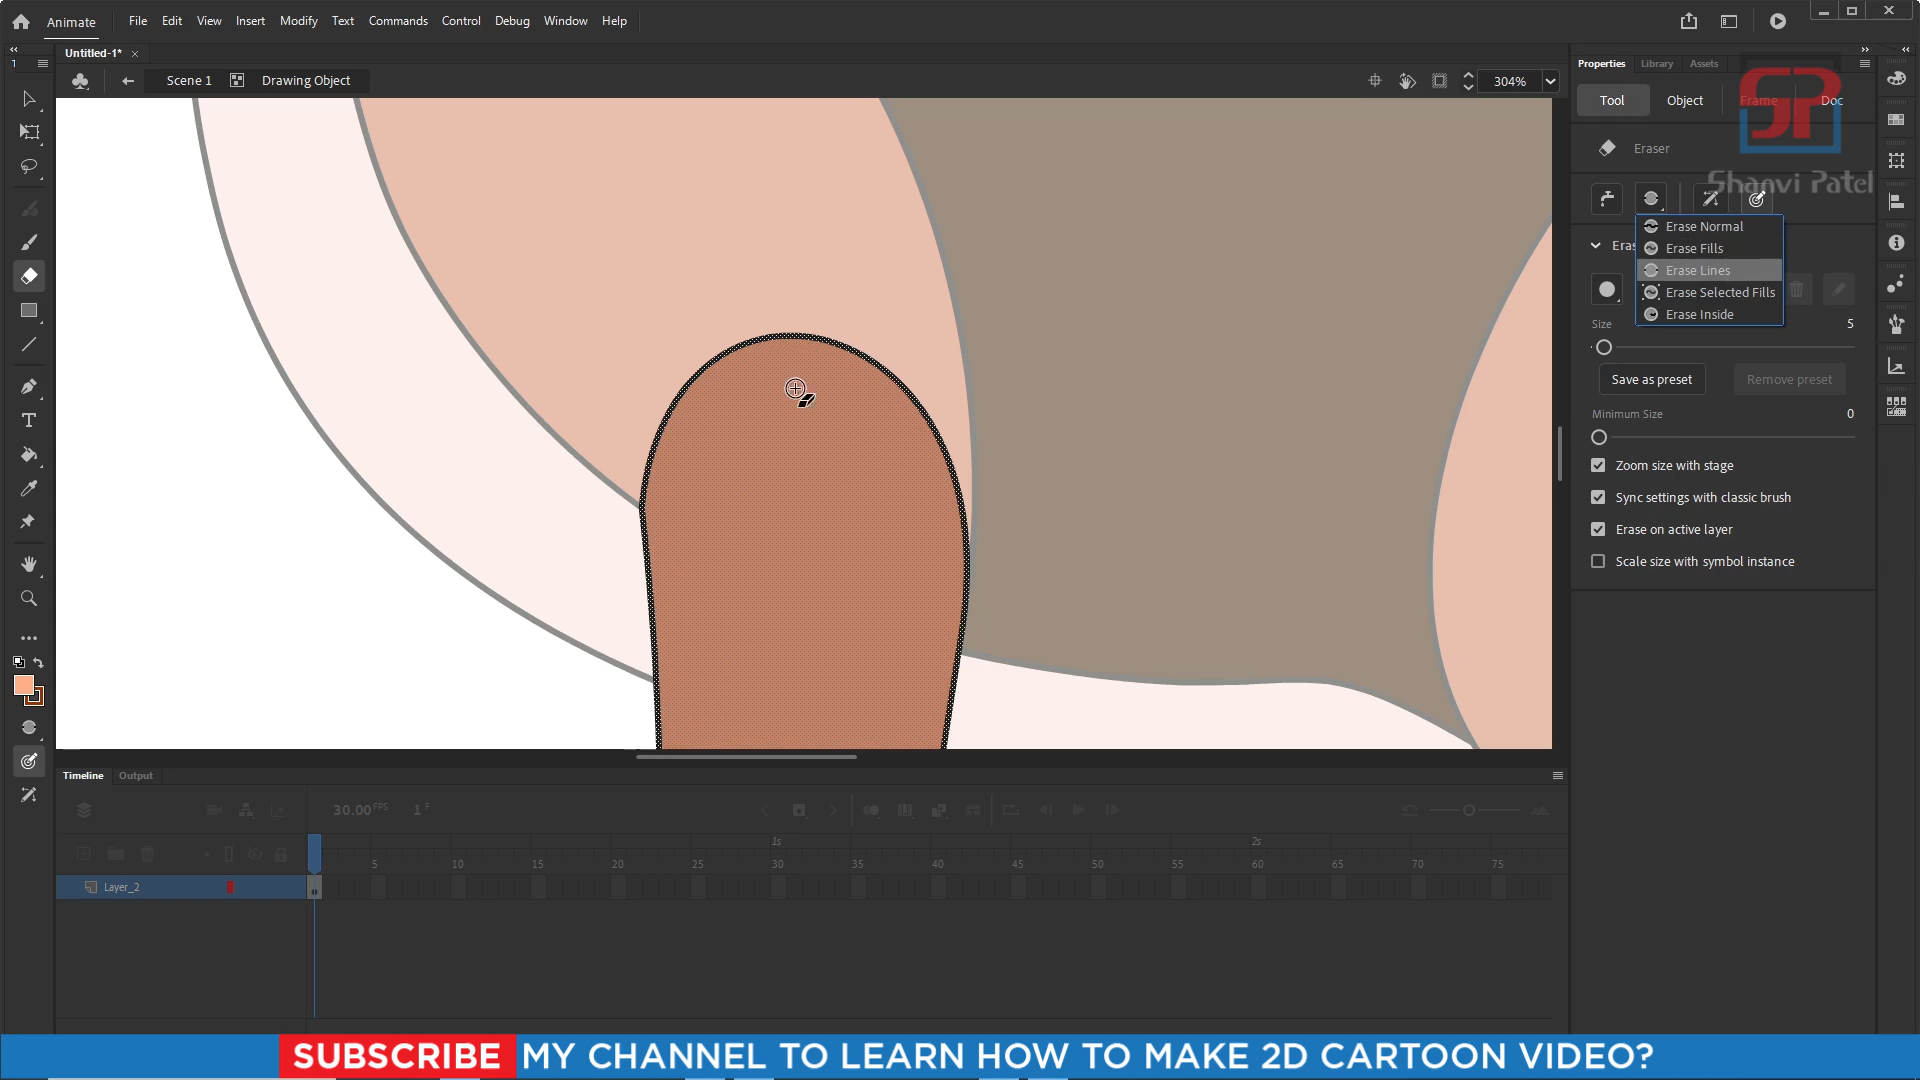 Animate File Edit View Insert Modify Text Commands Control Debug Window Help
Untitled-1*
Scene 1 Drawing Object 304%
Properties Library Assets
Tool Object Frame Doc
Eraser
Shanvi Patel
Erase Normal
Erase Fills
Erase Lines
Erase Selected Fills
Erase Inside
Size 5
Save as preset Remove preset
Minimum Size 0
Zoom size with stage
Sync settings with classic brush
Erase on active layer
Scale size with symbol instance
Timeline Output
30.00 FPS 1 F
1s 2s
5 10 15 20 25 30 35 40 45 50 55 60 65 70 75
Layer_2
SUBSCRIBE MY CHANNEL TO LEARN HOW TO MAKE 2D CARTOON VIDEO?